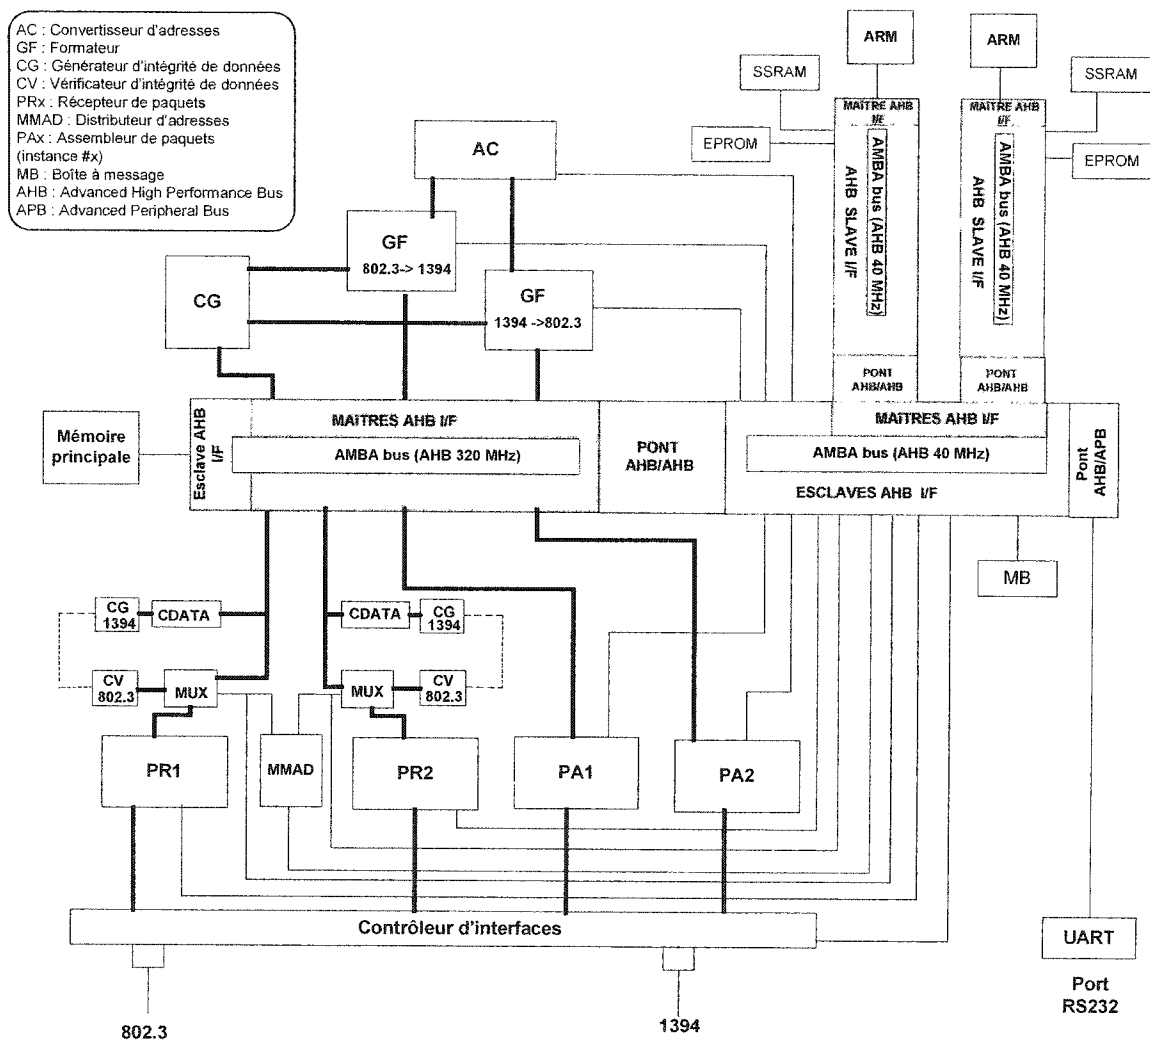 AC : Convertisseur d'adresses
GF : Formateur
CG : Générateur d'intégrité de données
CV : Vérificateur d'intégrité de données
PRx : Récepteur de paquets
MMAD : Distributeur d'adresses
PAx : Assembleur de paquets
(instance #x)
MB : Boîte à message
AHB : Advanced High Performance Bus
APB : Advanced Peripheral Bus
ARM
ARM
SSRAM
SSRAM
EPROM
EPROM
MAÎTRE AHB
I/F
MAÎTRE AHB
I/F
AMBA bus (AHB 40 MHz)
AHB SLAVE I/F
AMBA bus (AHB 40 MHz)
AHB SLAVE I/F
PONT
AHB/AHB
PONT
AHB/AHB
AC
GF
802.3-> 1394
GF
1394 ->802.3
CG
Mémoire
principale
Esclave AHB
I/F
MAÎTRES AHB I/F
AMBA bus (AHB 320 MHz)
PONT
AHB/AHB
MAÎTRES AHB I/F
AMBA bus (AHB 40 MHz)
ESCLAVES AHB I/F
Pont
AHB/APB
MB
CG
1394
CDATA
CDATA
CG
1394
CV
802.3
MUX
MUX
CV
802.3
PR1
MMAD
PR2
PA1
PA2
Contrôleur d'interfaces
UART
Port
RS232
802.3
1394